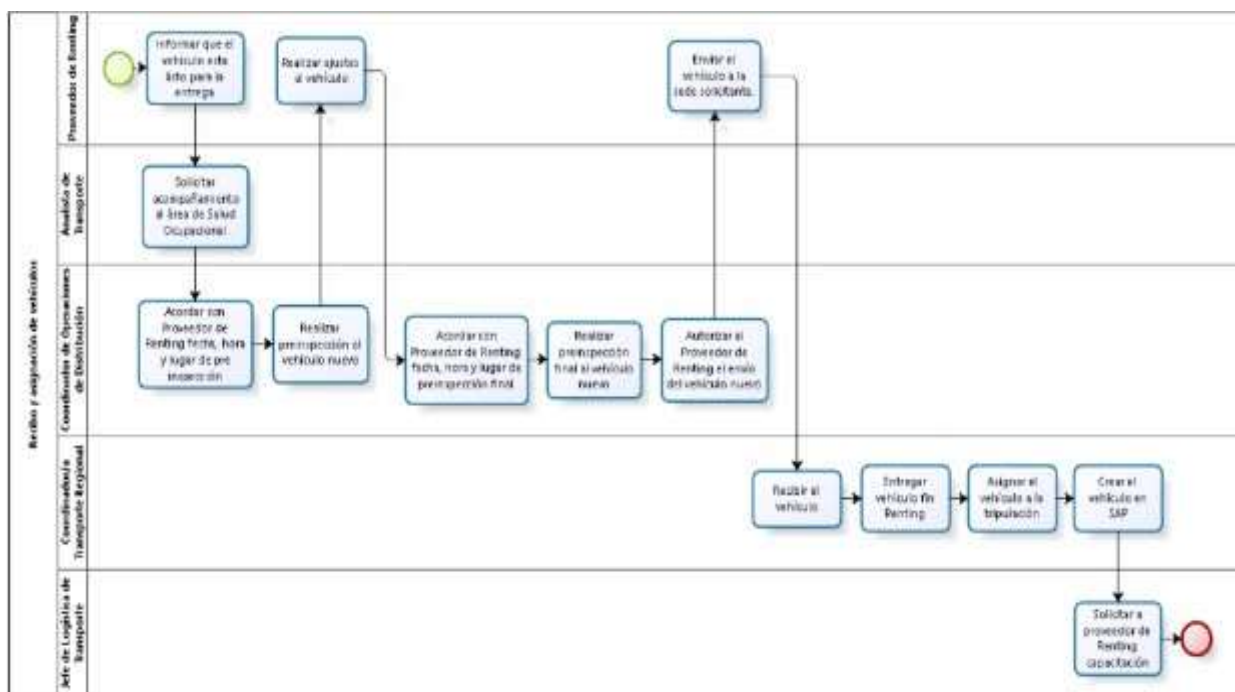 Recibo y asignación de vehículos
Proveedor de Renting
Informar que el
vehículo esta
listo para la
entrega
Realizar ajustes
al vehículo
Enviar el
vehículo a la
sede solicitante.
Analista de
Transporte
Solicitar
acompañamiento
al área de Salud
Ocupacional
Coordinador de Operaciones
de Distribución
Acordar con
Proveedor de
Renting fecha, hora
y lugar de pre
inspección
Realizar
preinspección al
vehículo nuevo
Acordar con
Proveedor de Renting
fecha, hora y lugar de
preinspección final
Realizar
preinspección
final al vehículo
nuevo
Autorizar al
Proveedor de
Renting el envío
del vehículo nuevo
Coordinador/a
Transporte Regional
Recibir el
vehículo
Entregar
vehículo fin
Renting
Asignar el
vehículo a la
tripulación
Crear el
vehículo en
SAP
Jefe de Logística de
Transporte
Solicitar a
proveedor de
Renting
capacitación